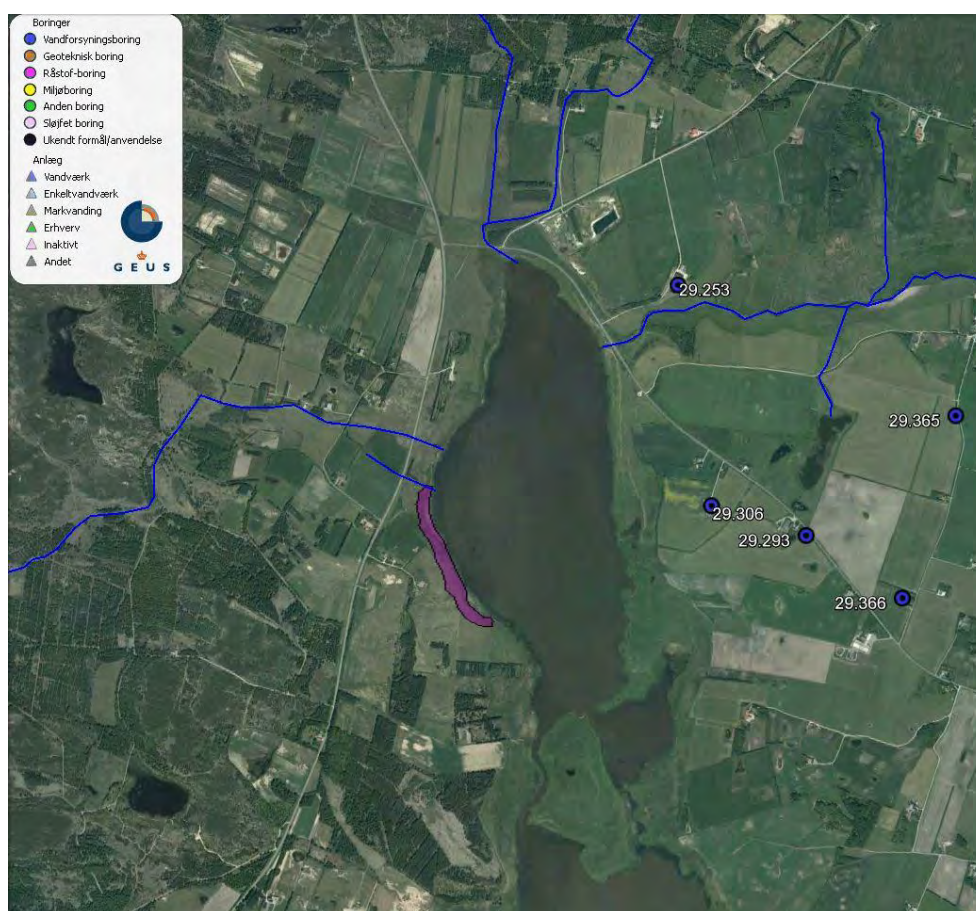 Boringer
Vandforsyningsboring
Geoteknisk boring
Råstof-boring
Miljøboring
Anden boring
Sløjfet boring
Ukendt formål/anvendelse
Anlæg
Vandværk
Enkeltvandværk
Markvanding
Erhverv
Inaktivt
Andet
GEUS
29.253
29.365
29.306
29.293
29.366